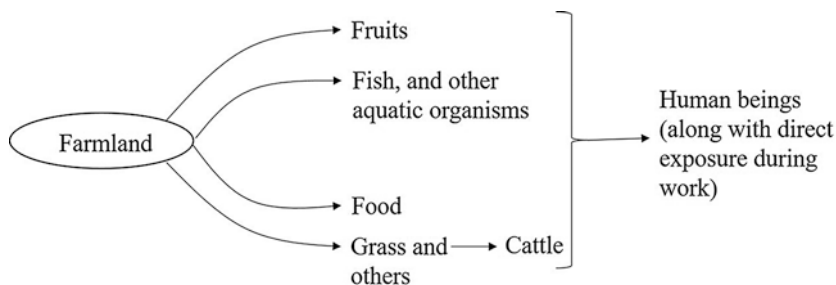 Fruits
Fish, and other
aquatic organisms
Farmland
Food
Grass and
others
Cattle
Human beings
(along with direct
exposure during
work)